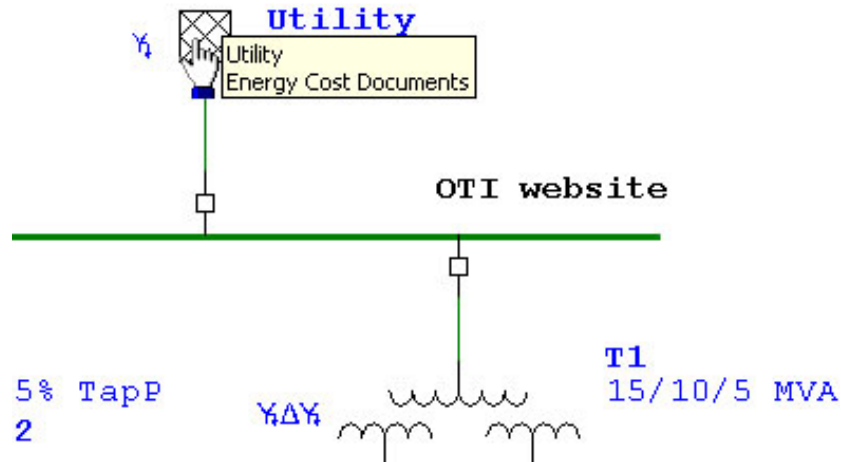 Utility
Utility
Energy Cost Documents
OTI website
T1
5% TapP
15/10/5 MVA
2